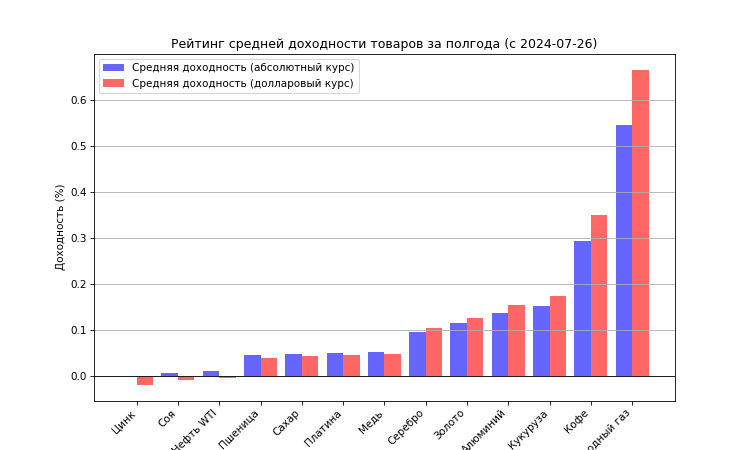 Рейтинг средней доходности товаров за полгода (с 2024-07-26)
Средняя доходность (абсолютный курс)
Средняя доходность (долларовый курс)
Доходность (%)
0.6
0.5
0.4
0.3
0.2
0.1
0.0
Цинк
Соя
Нефть WTI
Пшеница
Сахар
Платина
Медь
Серебро
Золото
Алюминий
Кукуруза
Кофе
газ